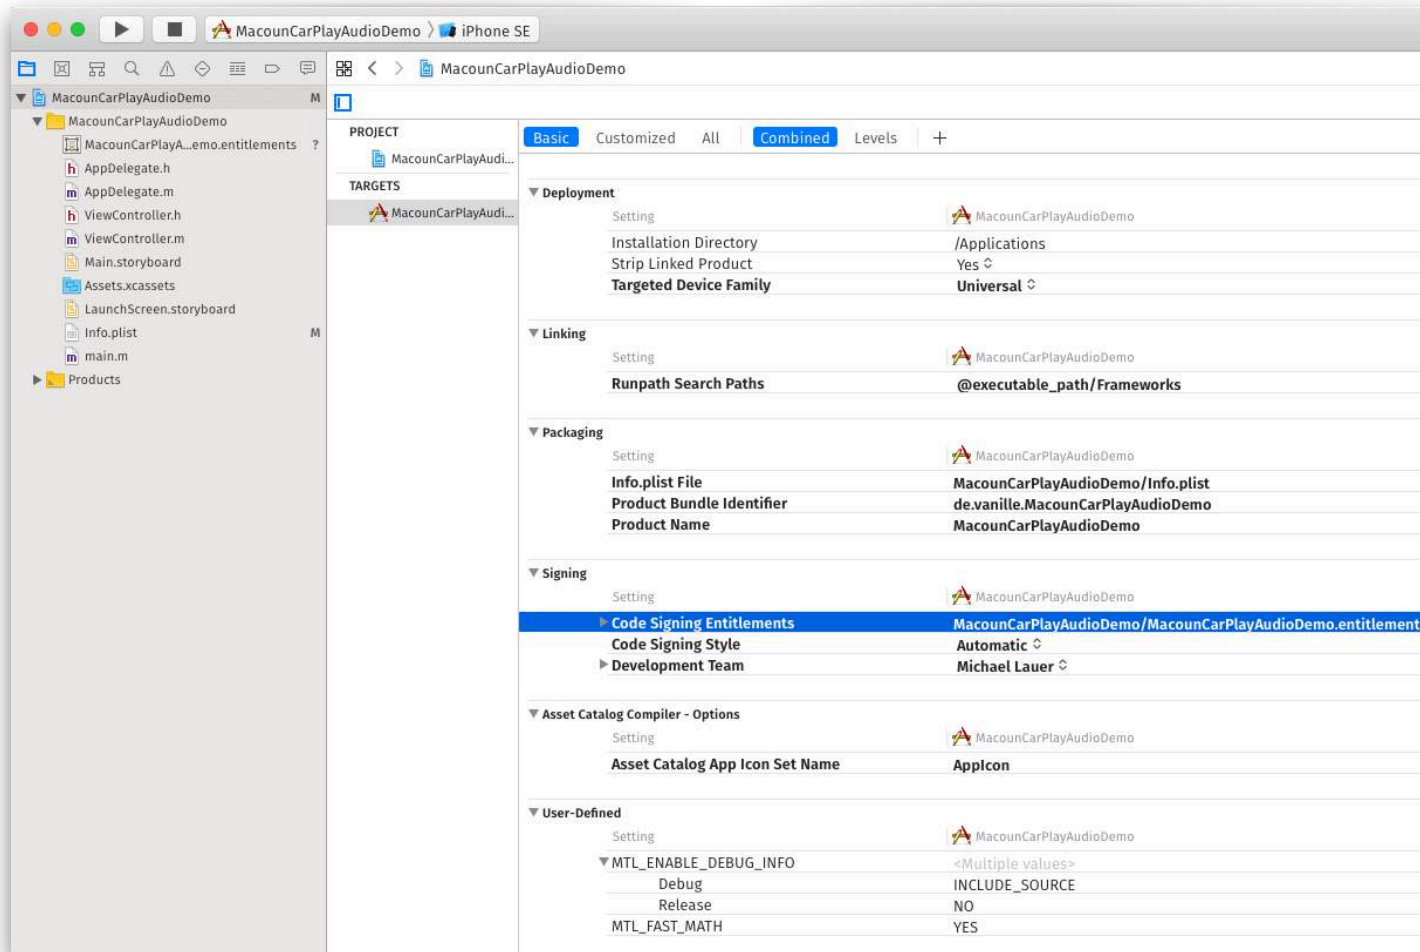 MacounCarPlayAudioDemo iPhone SE
MacounCarPlayAudioDemo
MacounCarPlayAudioDemo M
MacounCarPlayAudioDemo
MacounCarPlayA...emo.entitlements ?
AppDelegate.h
AppDelegate.m
ViewController.h
ViewController.m
Main.storyboard
Assets.xcassets
LaunchScreen.storyboard
Info.plist M
main.m
Products
PROJECT
MacounCarPlayAudi...
TARGETS
MacounCarPlayAudi...
Basic Customized All Combined Levels +
Deployment
Setting MacounCarPlayAudioDemo
Installation Directory /Applications
Strip Linked Product Yes
Targeted Device Family Universal
Linking
Setting MacounCarPlayAudioDemo
Runpath Search Paths @executable_path/Frameworks
Packaging
Setting MacounCarPlayAudioDemo
Info.plist File MacounCarPlayAudioDemo/Info.plist
Product Bundle Identifier de.vanille.MacounCarPlayAudioDemo
Product Name MacounCarPlayAudioDemo
Signing
Setting MacounCarPlayAudioDemo
Code Signing Entitlements MacounCarPlayAudioDemo/MacounCarPlayAudioDemo.entitlement
Code Signing Style Automatic
Development Team Michael Lauer
Asset Catalog Compiler - Options
Setting MacounCarPlayAudioDemo
Asset Catalog App Icon Set Name AppIcon
User-Defined
Setting MacounCarPlayAudioDemo
MTL_ENABLE_DEBUG_INFO <Multiple values>
Debug INCLUDE_SOURCE
Release NO
MTL_FAST_MATH YES